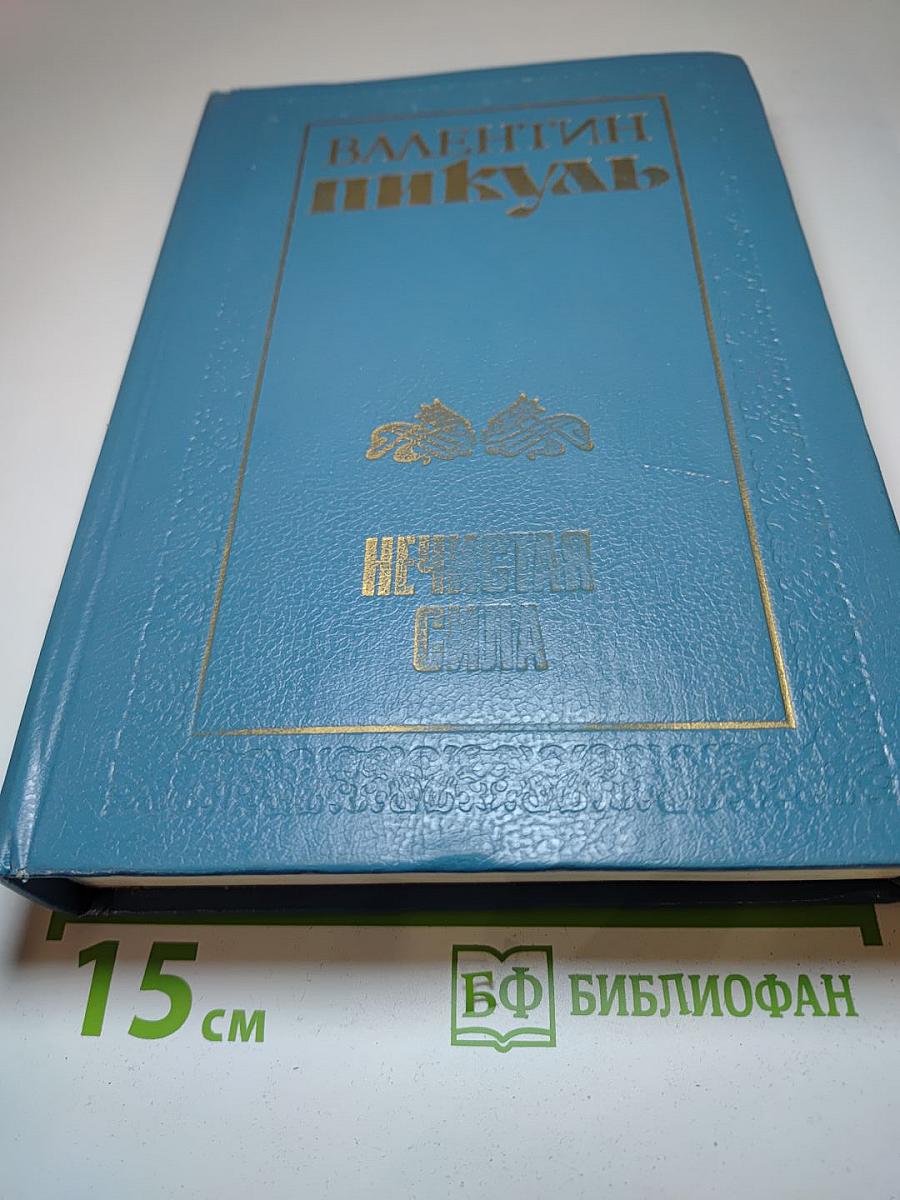 ВАЛЕНТИН
ПИКУЛЬ
НЕЧИСТАЯ
СИЛА
15 см
БФ БИБЛИОФАН